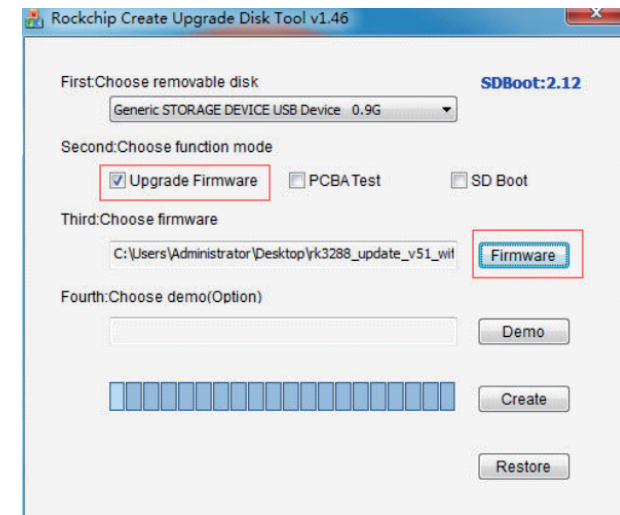 Rockchip Create Upgrade Disk Tool v1.46
First:Choose removable disk
SDBoot:2.12
Generic STORAGE DEVICE USB Device 0.9G
Second:Choose function mode
Upgrade Firmware
PCBA Test
SD Boot
Third:Choose firmware
C:\Users\Administrator\Desktop\rk3288_update_v51_wif
Firmware
Fourth:Choose demo(Option)
Demo
Create
Restore